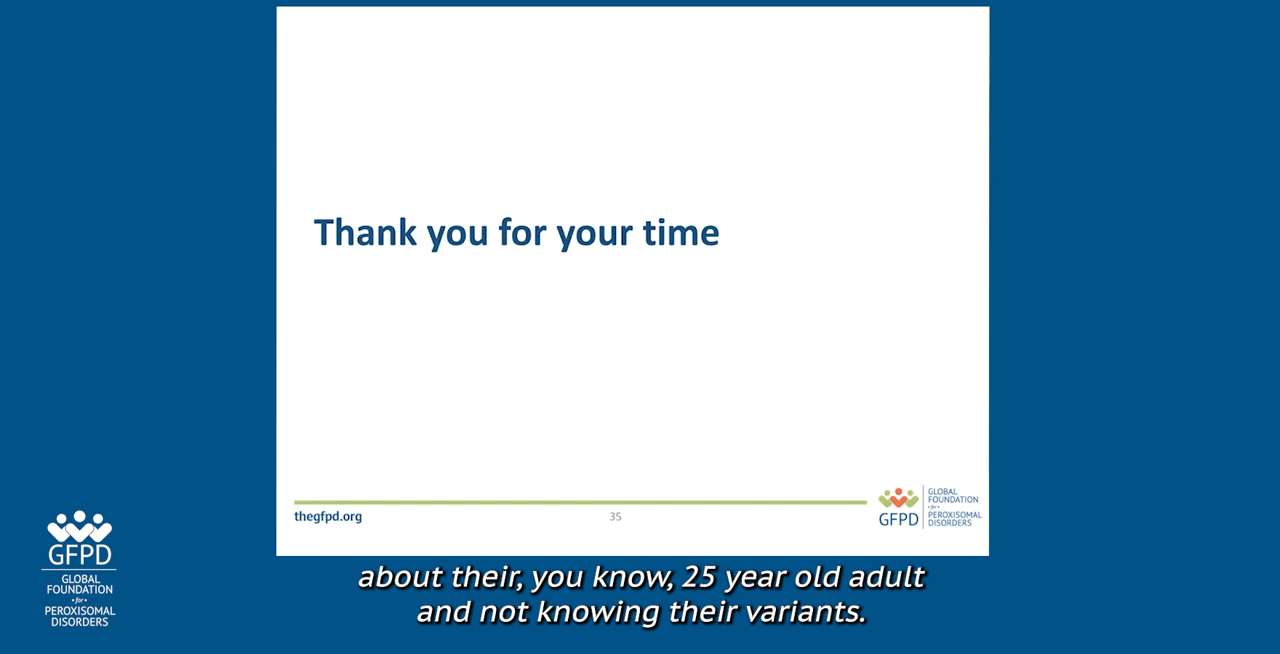 Thank you for your time
thegfpd.org
35
GFPD
GLOBAL
FOUNDATION
• for •
PEROXISOMAL
DISORDERS
GFPD
GLOBAL
FOUNDATION
• for •
PEROXISOMAL
DISORDERS
about their, you know, 25 year old adult
and not knowing their variants.